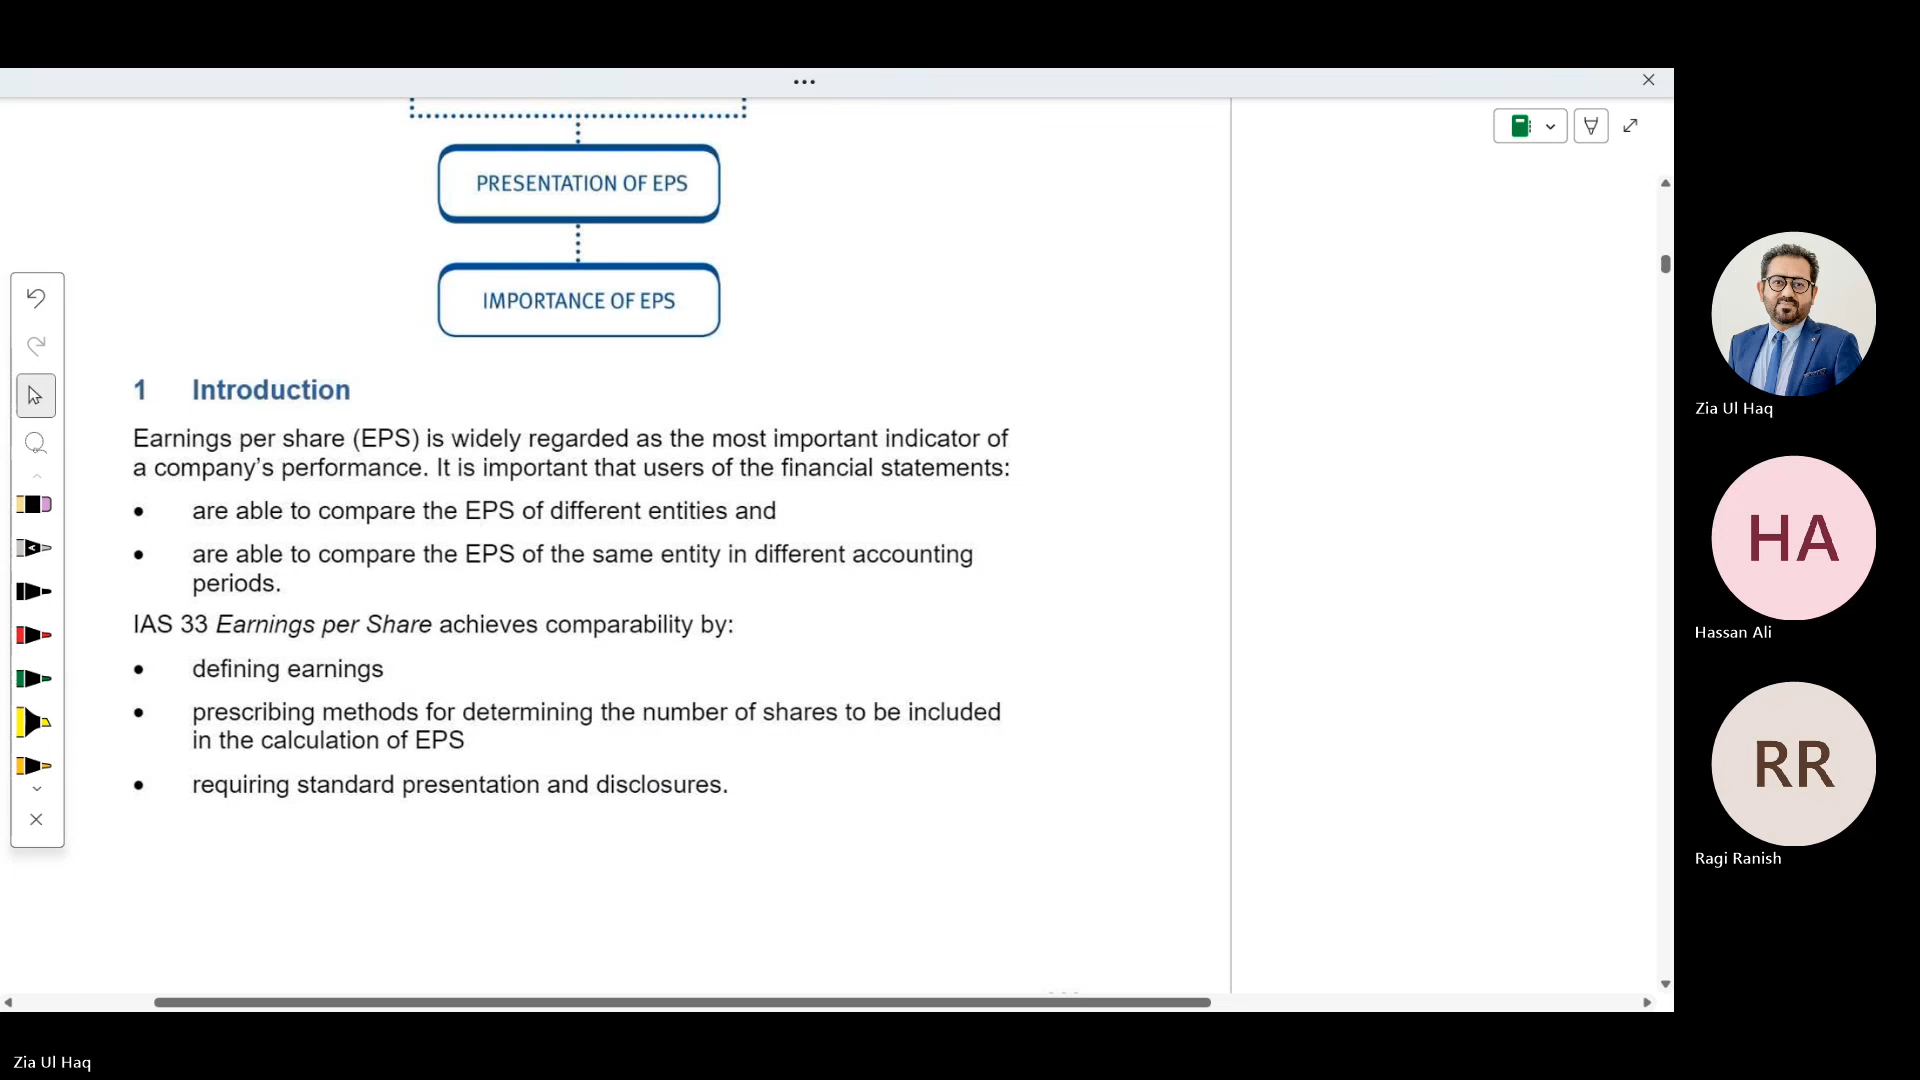 PRESENTATION OF EPS
IMPORTANCE OF EPS
1 Introduction
Earnings per share (EPS) is widely regarded as the most important indicator of
a company’s performance. It is important that users of the financial statements:
• are able to compare the EPS of different entities and
• are able to compare the EPS of the same entity in different accounting
periods.
IAS 33 Earnings per Share achieves comparability by:
• defining earnings
• prescribing methods for determining the number of shares to be included
in the calculation of EPS
• requiring standard presentation and disclosures.
Zia Ul Haq
HA
Hassan Ali
RR
Ragi Ranish
Zia Ul Haq